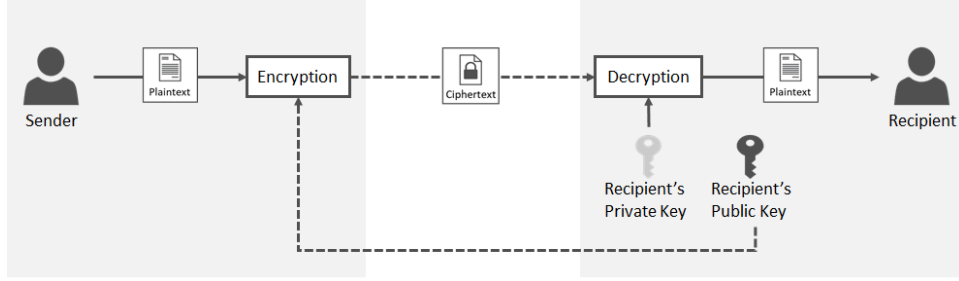 Sender
Plaintext
Encryption
Ciphertext
Decryption
Plaintext
Recipient
Recipient's
Private Key
Recipient's
Public Key